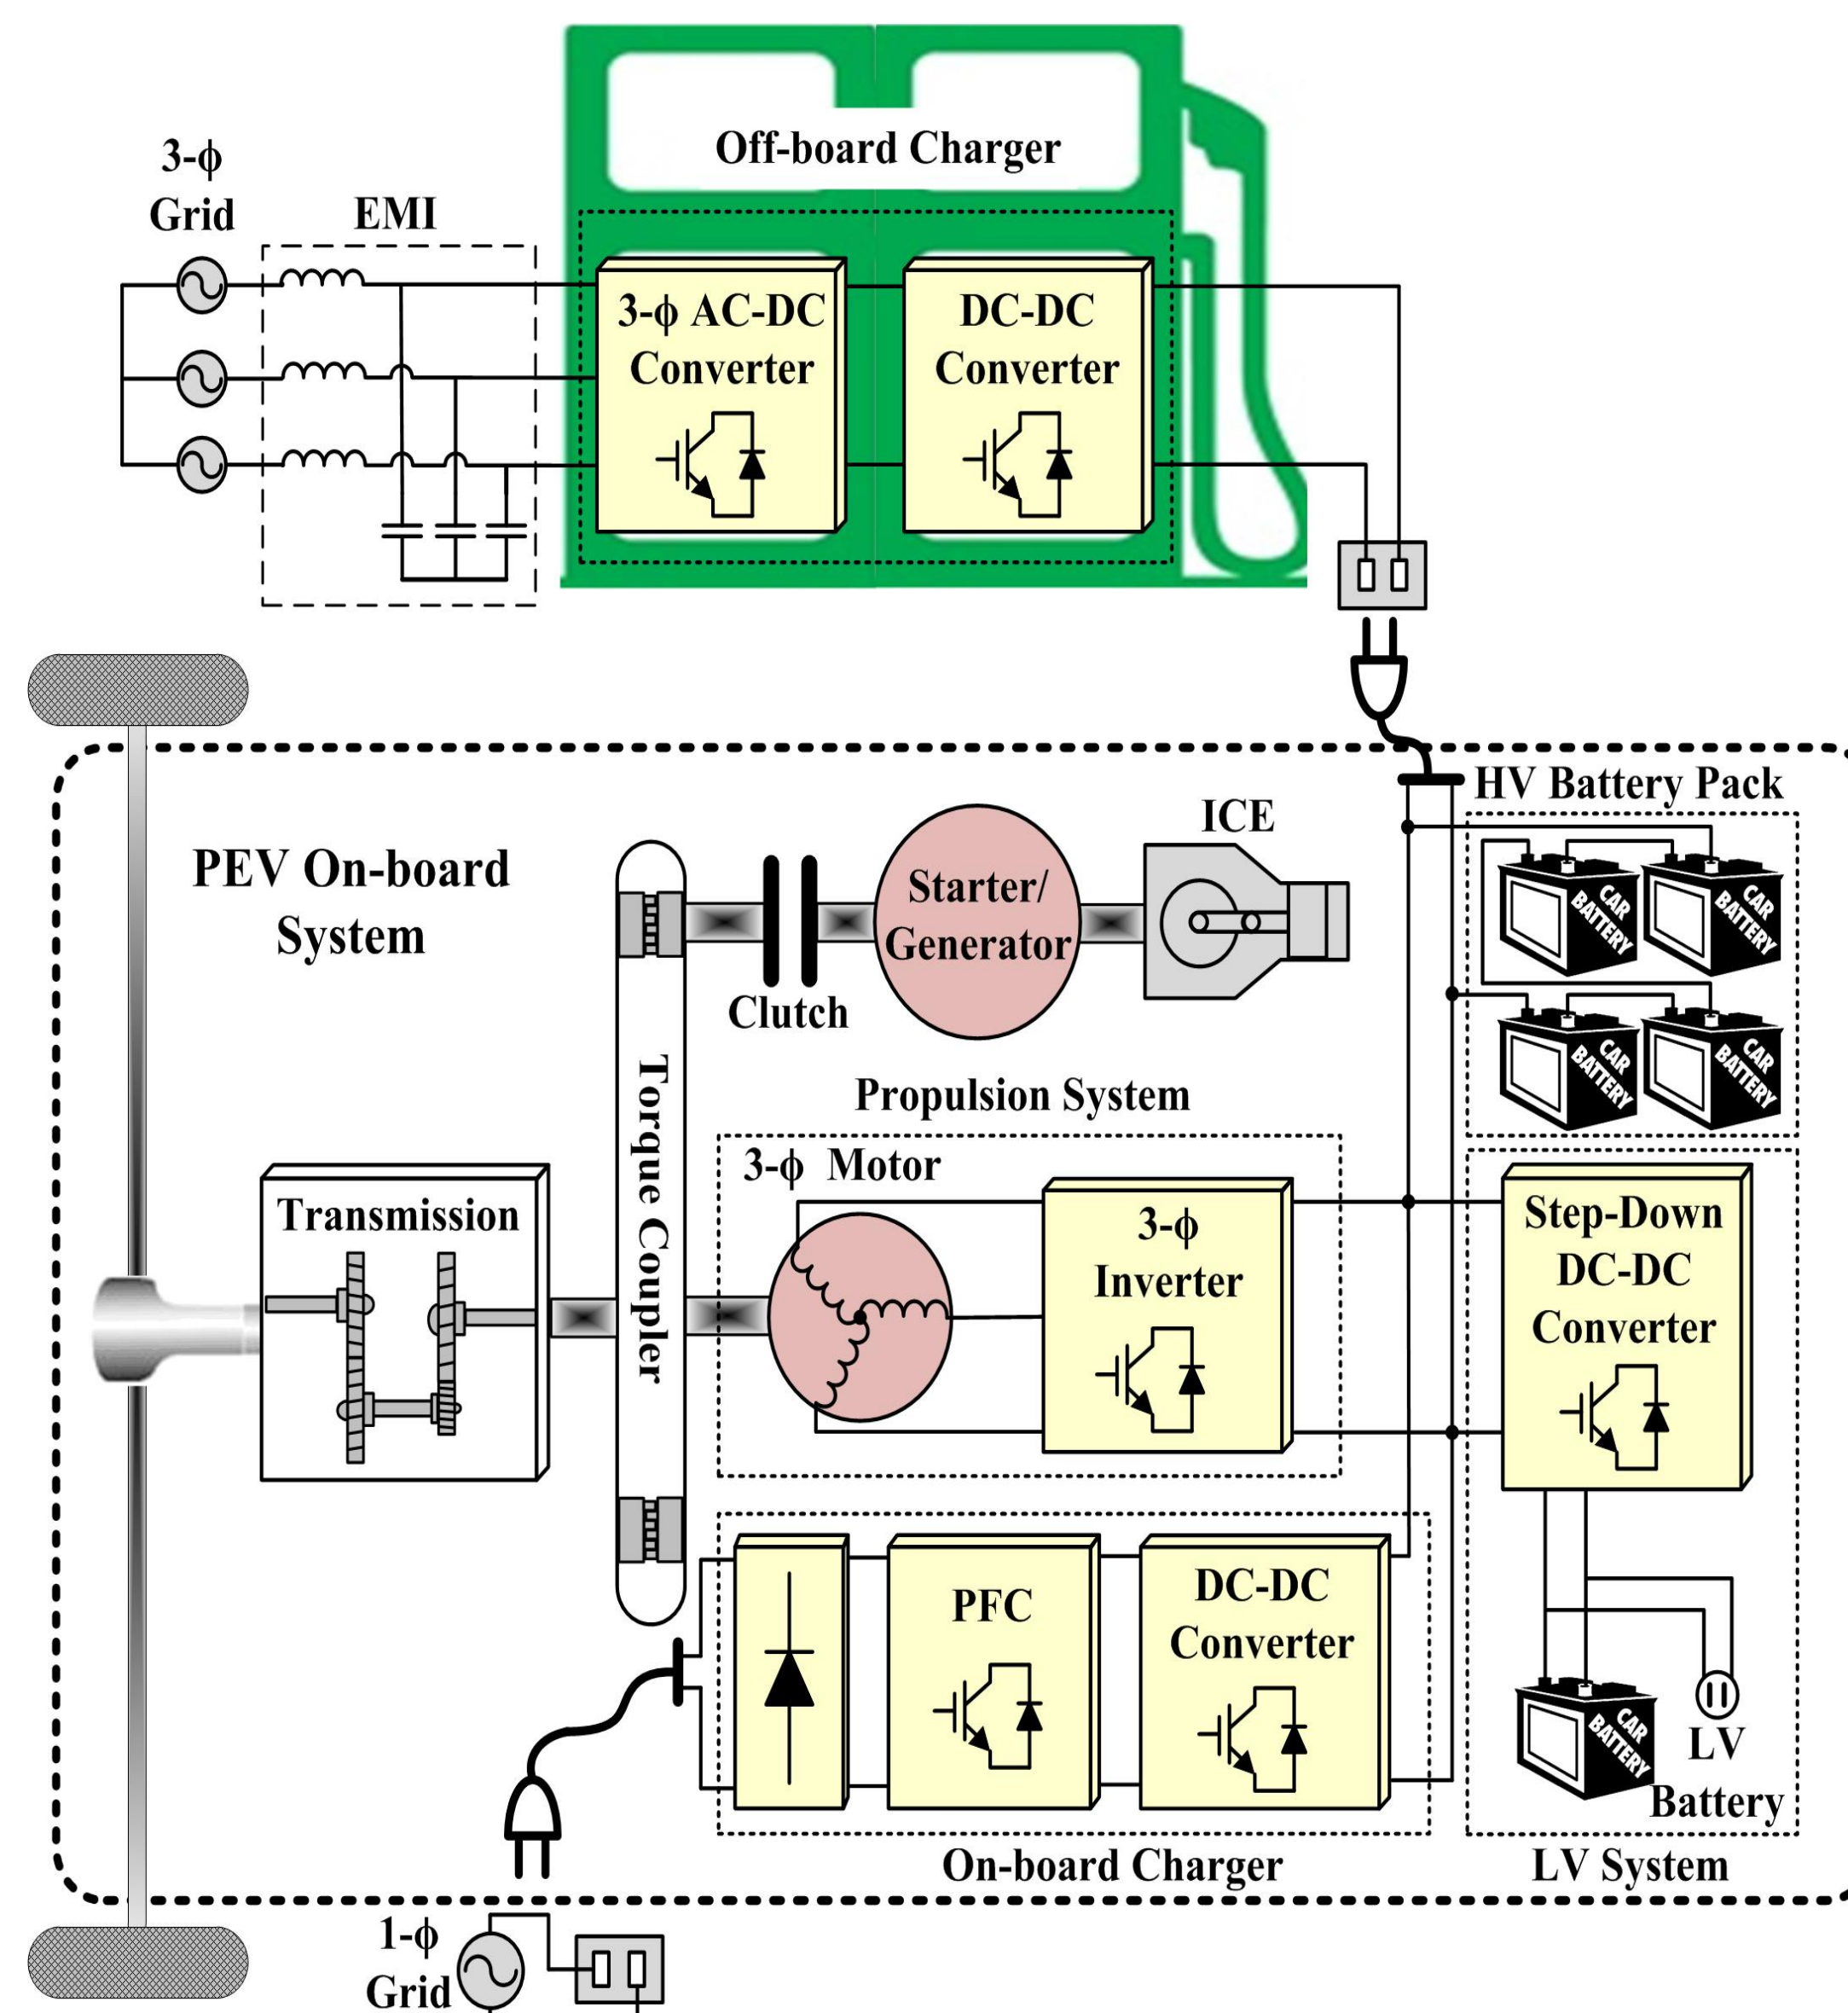 Off-board Charger
3-ϕ
Grid
EMI
3-ϕ AC-DC
Converter
DC-DC
Converter
HV Battery Pack
CAR
BATTERY
CAR
BATTERY
CAR
BATTERY
CAR
BATTERY
PEV On-board
System
Starter/
Generator
ICE
Clutch
Torque Coupler
Propulsion System
3-ϕ Motor
3-ϕ
Inverter
Transmission
Step-Down
DC-DC
Converter
PFC
DC-DC
Converter
CAR
BATTERY
LV
Battery
On-board Charger
LV System
1-ϕ
Grid